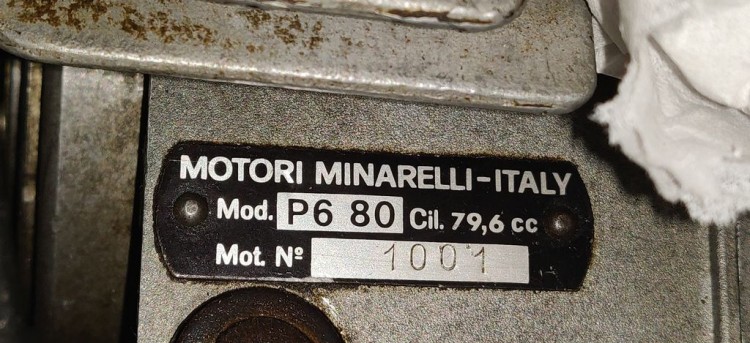 MOTORI MINARELLI-ITALY
Mod. P6 80 Cil. 79,6 cc
Mot. Nº 1001